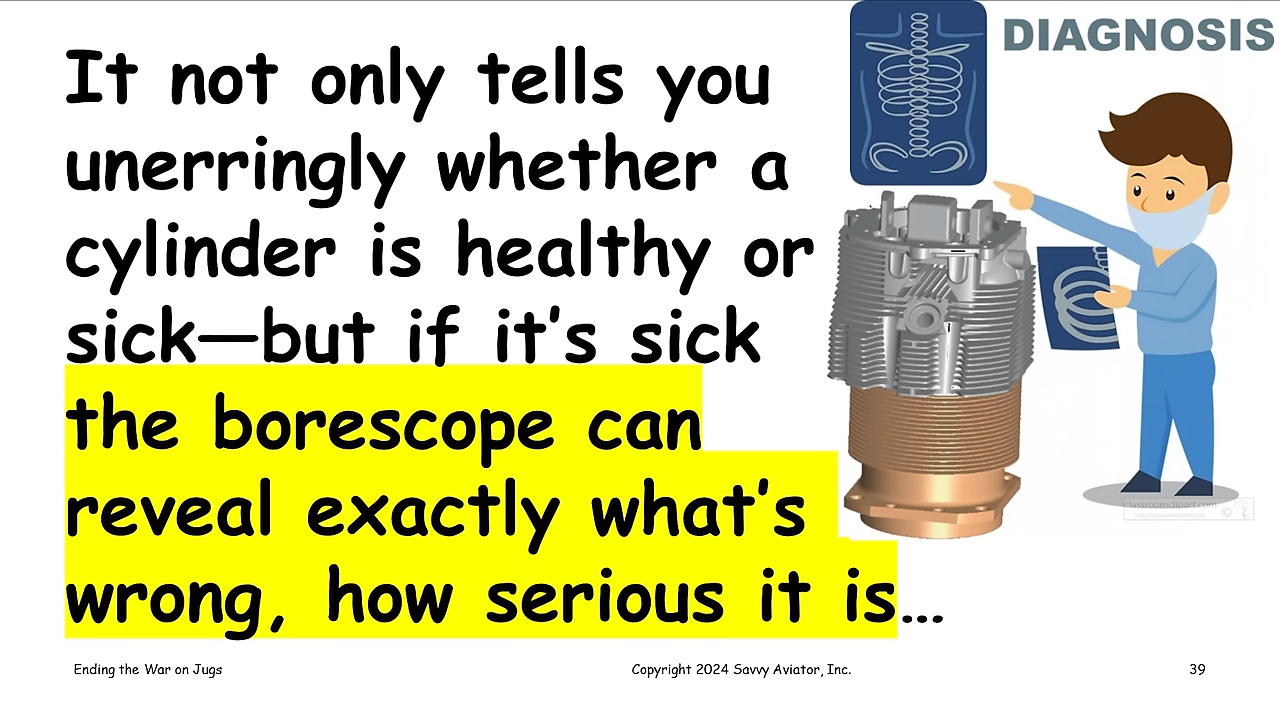 DIAGNOSIS
It not only tells you
unerringly whether a
cylinder is healthy or
sick—but if it's sick
the borescope can
reveal exactly what's
wrong, how serious it is…
classroomclipart.com
Ending the War on Jugs
Copyright 2024 Savvy Aviator, Inc.
39